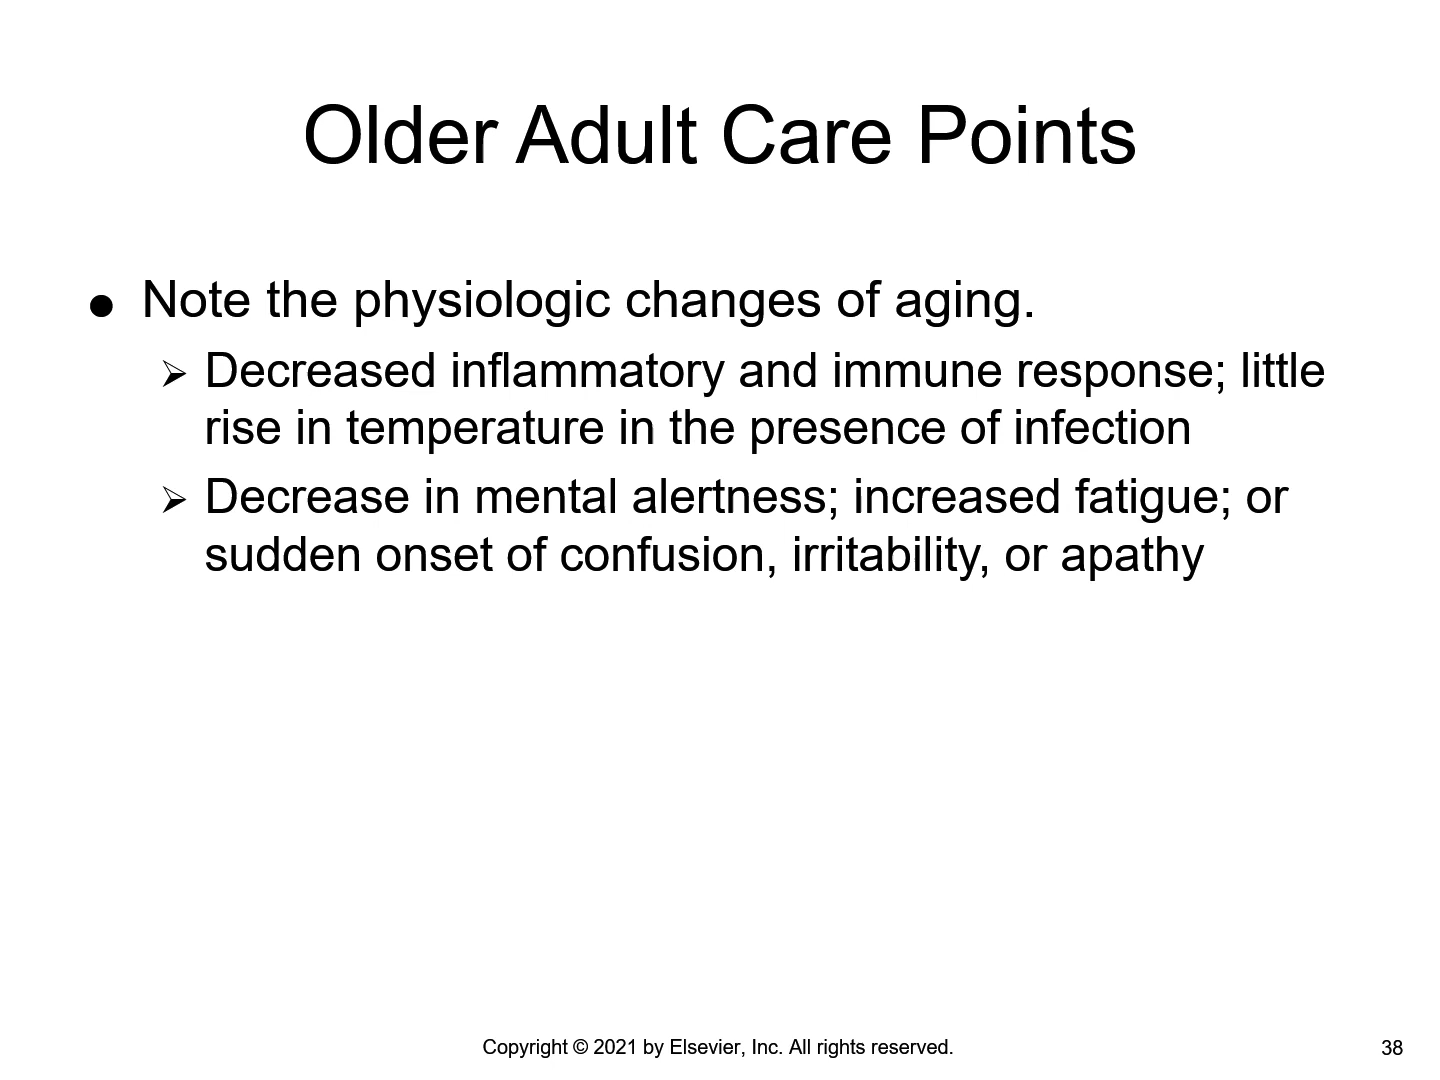 Older Adult Care Points
● Note the physiologic changes of aging.
➢ Decreased inflammatory and immune response; little
rise in temperature in the presence of infection
➢ Decrease in mental alertness; increased fatigue; or
sudden onset of confusion, irritability, or apathy
Copyright © 2021 by Elsevier, Inc. All rights reserved.
38